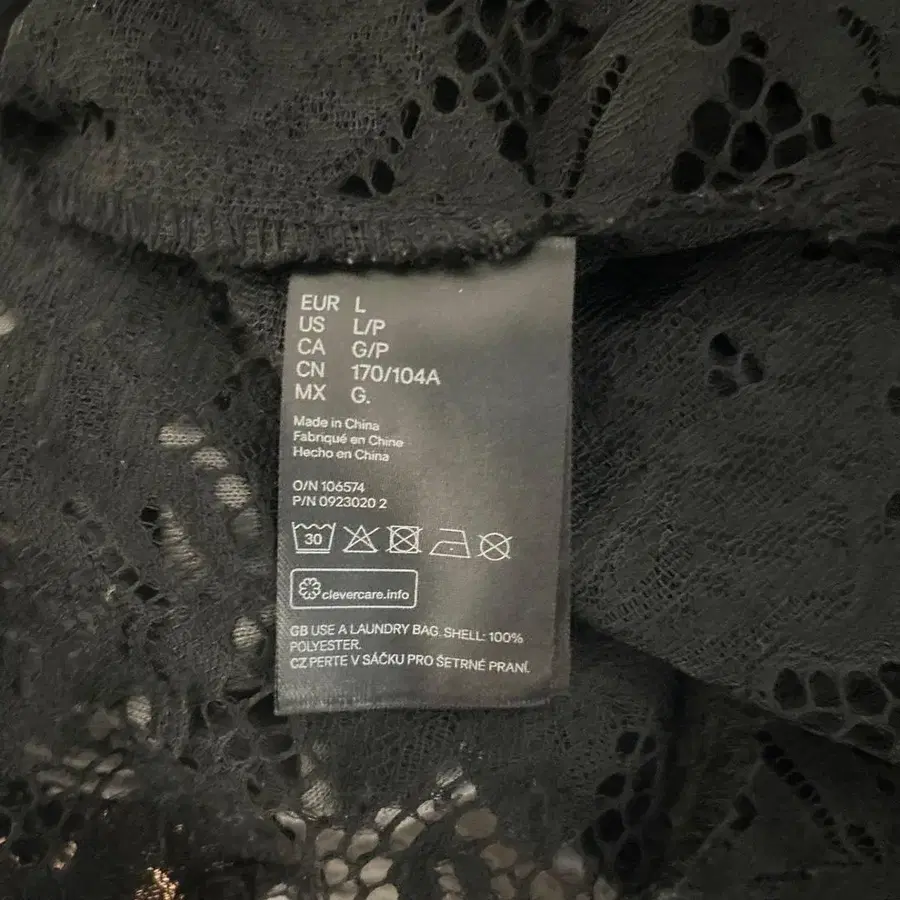 EUR L
US L/P
CA G/P
CN 170/104A
MX G.
Made in China
Fabriqué en Chine
Hecho en China
O/N 106574
P/N 0923020 2
30
clevercare.info
GB USE A LAUNDRY BAG. SHELL: 100%
POLYESTER.
CZ PERTE V SÁČKU PRO ŠETRNÉ PRANÍ.